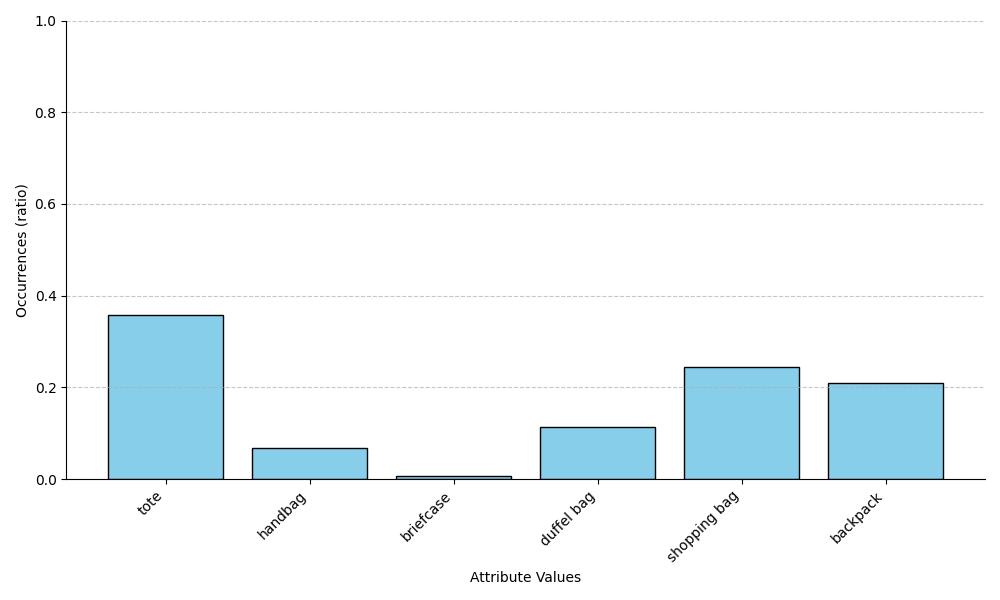 1.0
0.8
0.6
0.4
0.2
0.0
Occurrences (ratio)
tote
handbag
briefcase
duffel bag
shopping bag
backpack
Attribute Values